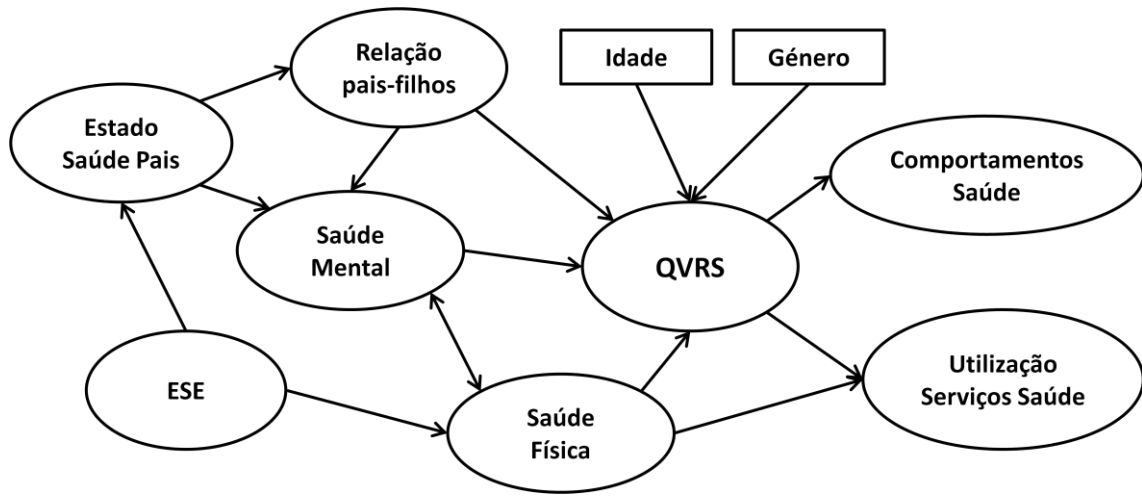 Relação
pais-filhos
Idade
Género
Estado
Saúde Pais
Comportamentos
Saúde
Saúde
Mental
QVRS
ESE
Utilização
Serviços Saúde
Saúde
Física